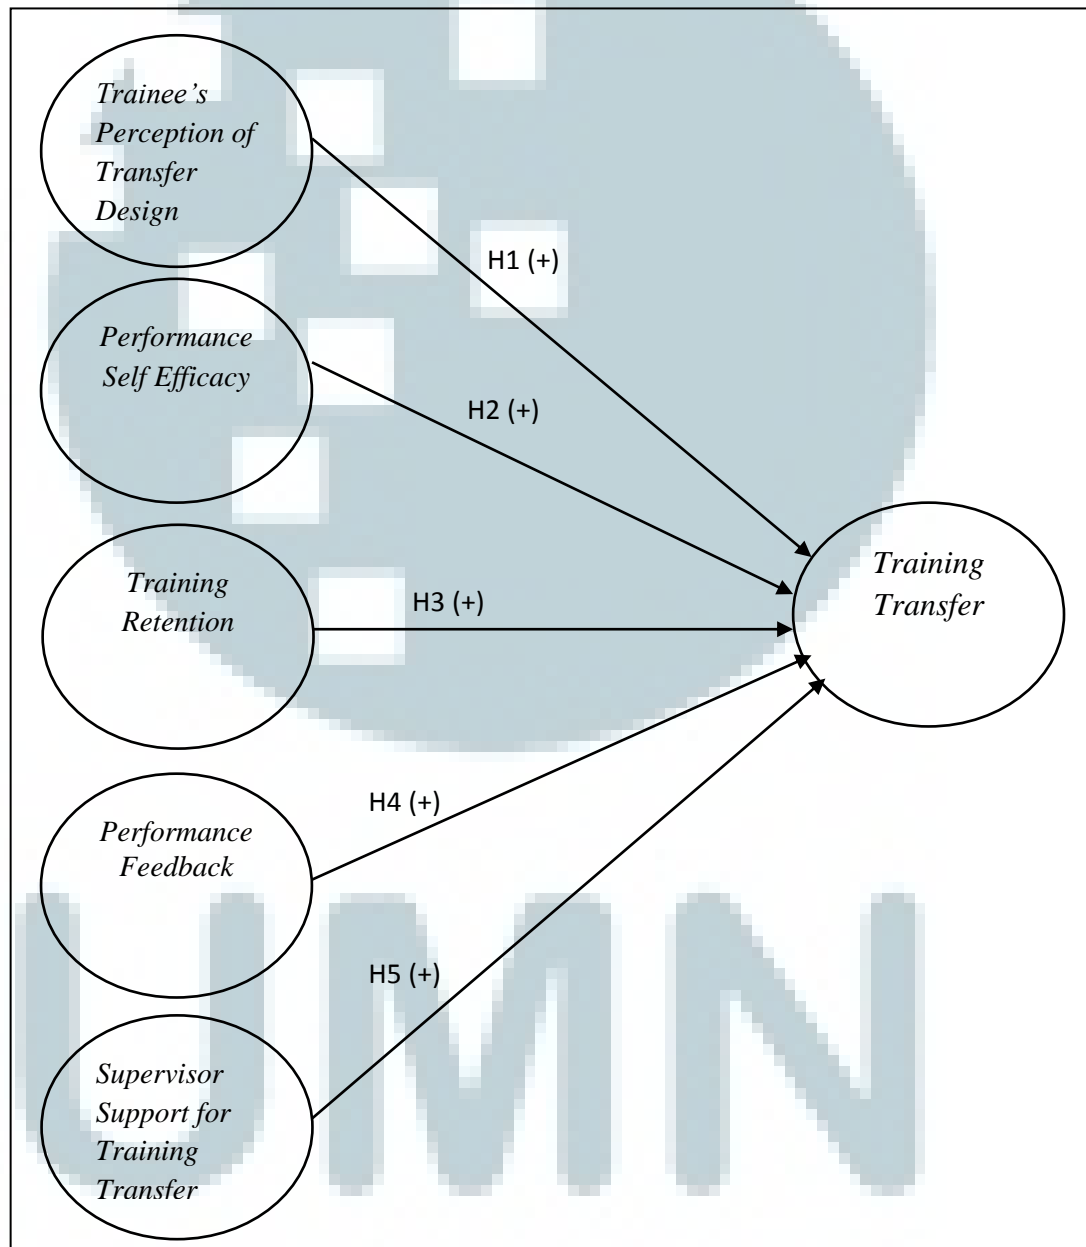 Trainee’s
Perception of
Transfer
Design
H1 (+)
Performance
Self Efficacy
H2 (+)
Training
Retention
H3 (+)
Training
Transfer
Performance
Feedback
H4 (+)
H5 (+)
Supervisor
Support for
Training
Transfer
UMN